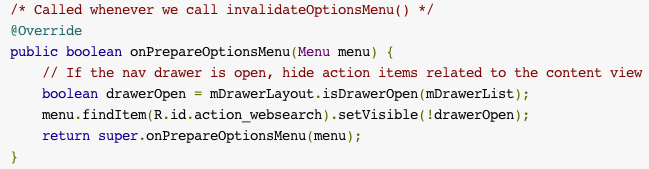 /* Called whenever we call invalidateOptionsMenu() */
@Override
public boolean onPrepareOptionsMenu(Menu menu) {
    // If the nav drawer is open, hide action items related to the content view
    boolean drawerOpen = mDrawerLayout.isDrawerOpen(mDrawerList);
    menu.findItem(R.id.action_websearch).setVisible(!drawerOpen);
    return super.onPrepareOptionsMenu(menu);
}